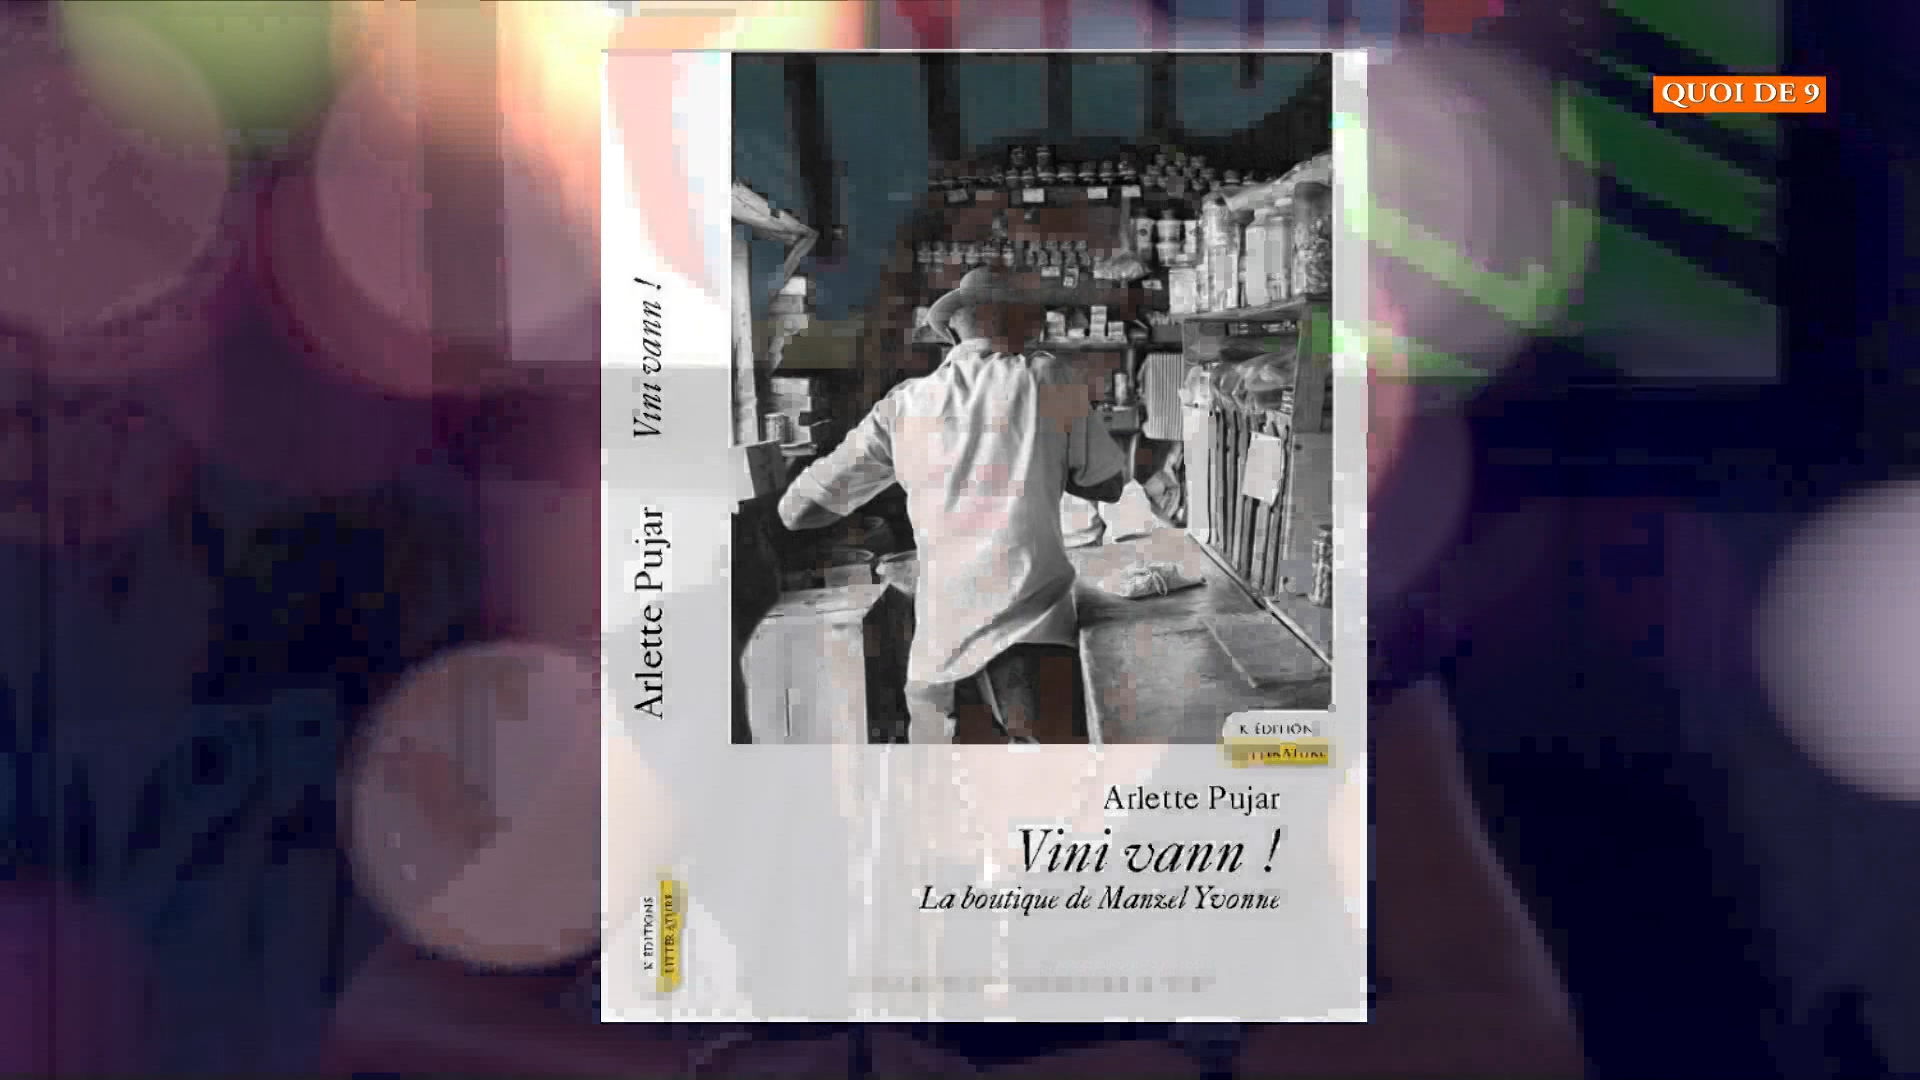 QUOI DE 9
Vini vann !
Arlette Pujar
K ÉDITIONS
LITTÉRATURE
K ÉDITION
Arlette Pujar
Vini vann !
La boutique de Manzel Yvonne